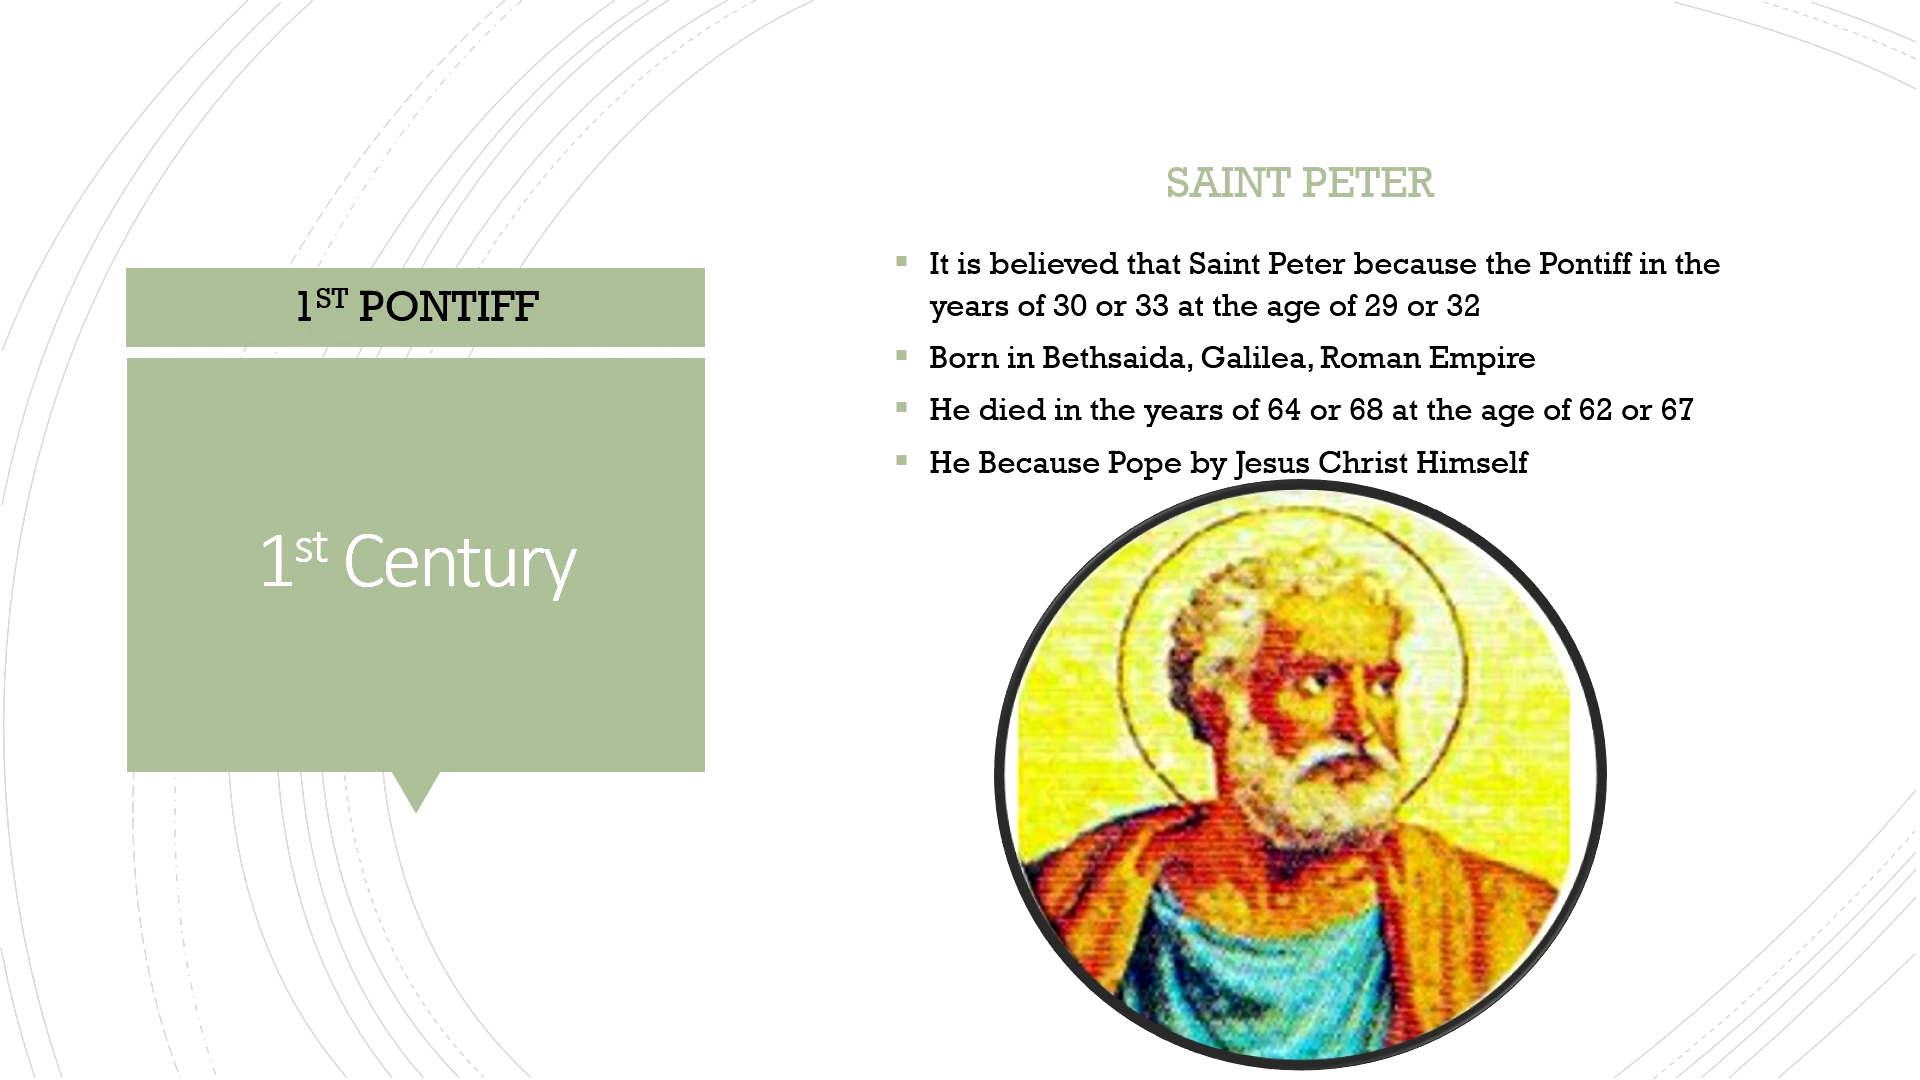 1ST PONTIFF
1st Century
SAINT PETER
It is believed that Saint Peter because the Pontiff in the
years of 30 or 33 at the age of 29 or 32
Born in Bethsaida, Galilea, Roman Empire
He died in the years of 64 or 68 at the age of 62 or 67
He Because Pope by Jesus Christ Himself